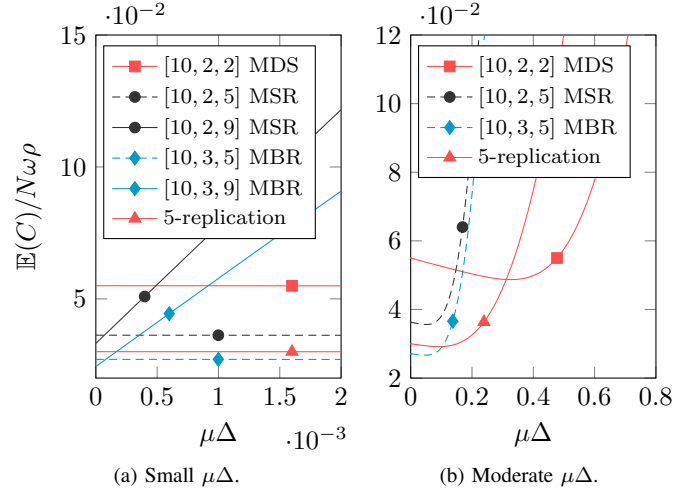 ·10⁻²
15
10
5
𝔼(C)/Nωρ
[10, 2, 2] MDS
[10, 2, 5] MSR
[10, 2, 9] MSR
[10, 3, 5] MBR
[10, 3, 9] MBR
5-replication
0 0.5 1 1.5 2
μΔ ·10⁻³
(a) Small μΔ.
·10⁻²
12
10
8
6
4
2
[10, 2, 2] MDS
[10, 2, 5] MSR
[10, 3, 5] MBR
5-replication
0 0.2 0.4 0.6 0.8
μΔ
(b) Moderate μΔ.